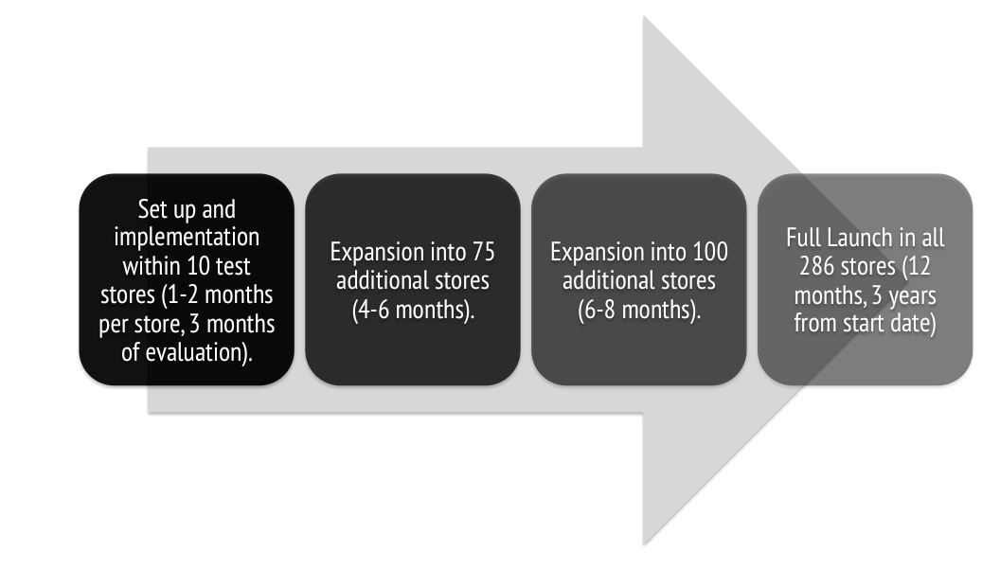 Set up and
implementation
within 10 test
stores (1-2 months
per store, 3 months
of evaluation).
Expansion into 75
additional stores
(4-6 months).
Expansion into 100
additional stores
(6-8 months).
Full Launch in all
286 stores (12
months, 3 years
from start date)